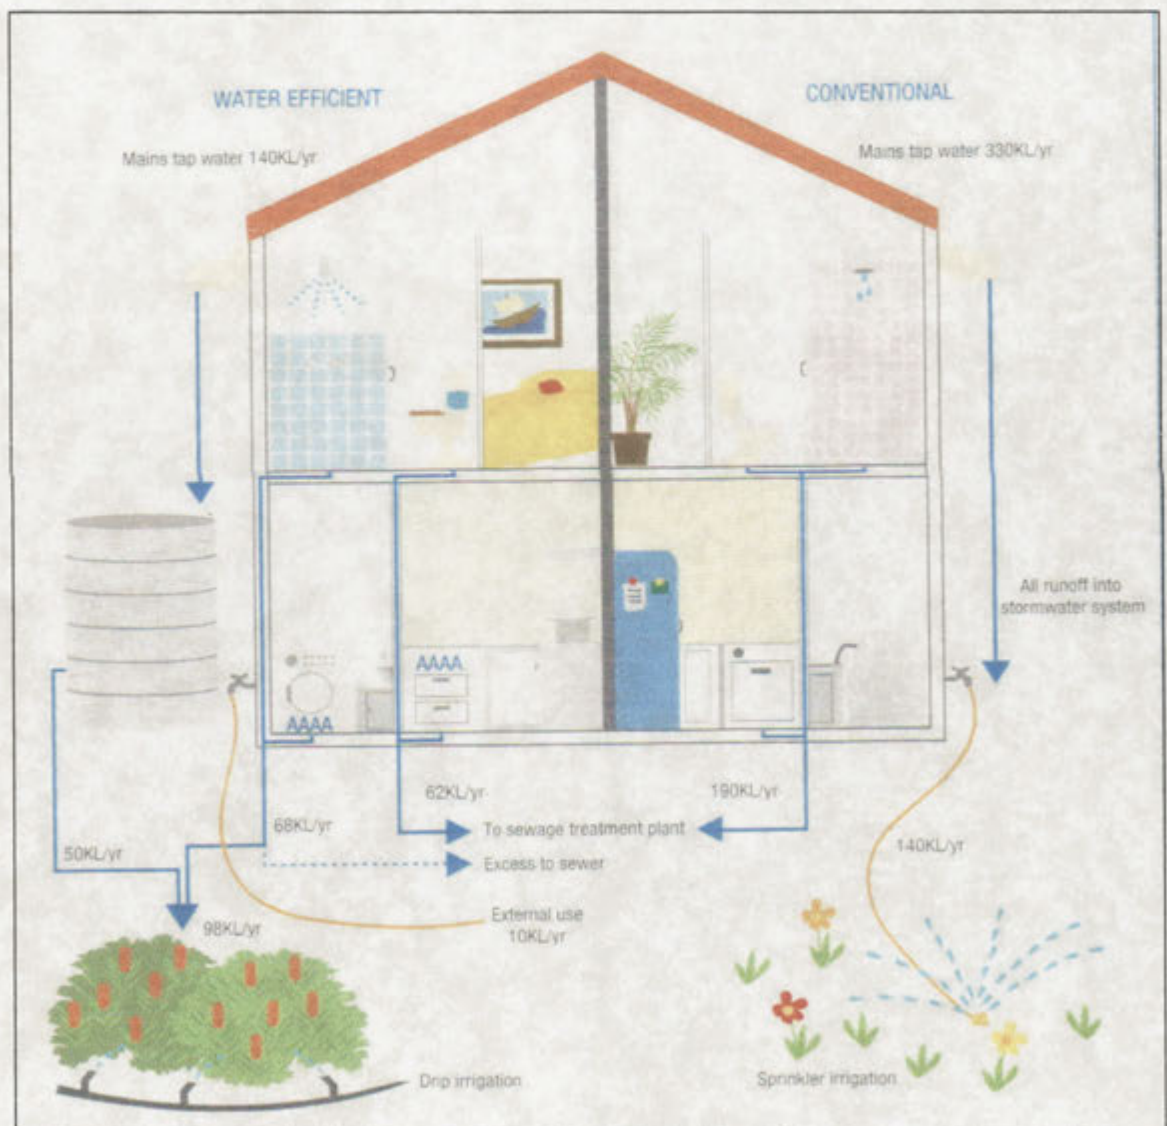 WATER EFFICIENT
CONVENTIONAL
Mains tap water 140KL/yr
Mains tap water 330KL/yr
All runoff into
stormwater system
AAAA
AAAA
62KL/yr
190KL/yr
68KL/yr
To sewage treatment plant
50KL/yr
Excess to sewer
140KL/yr
External use
10KL/yr
98KL/yr
Drip irrigation
Sprinkler irrigation